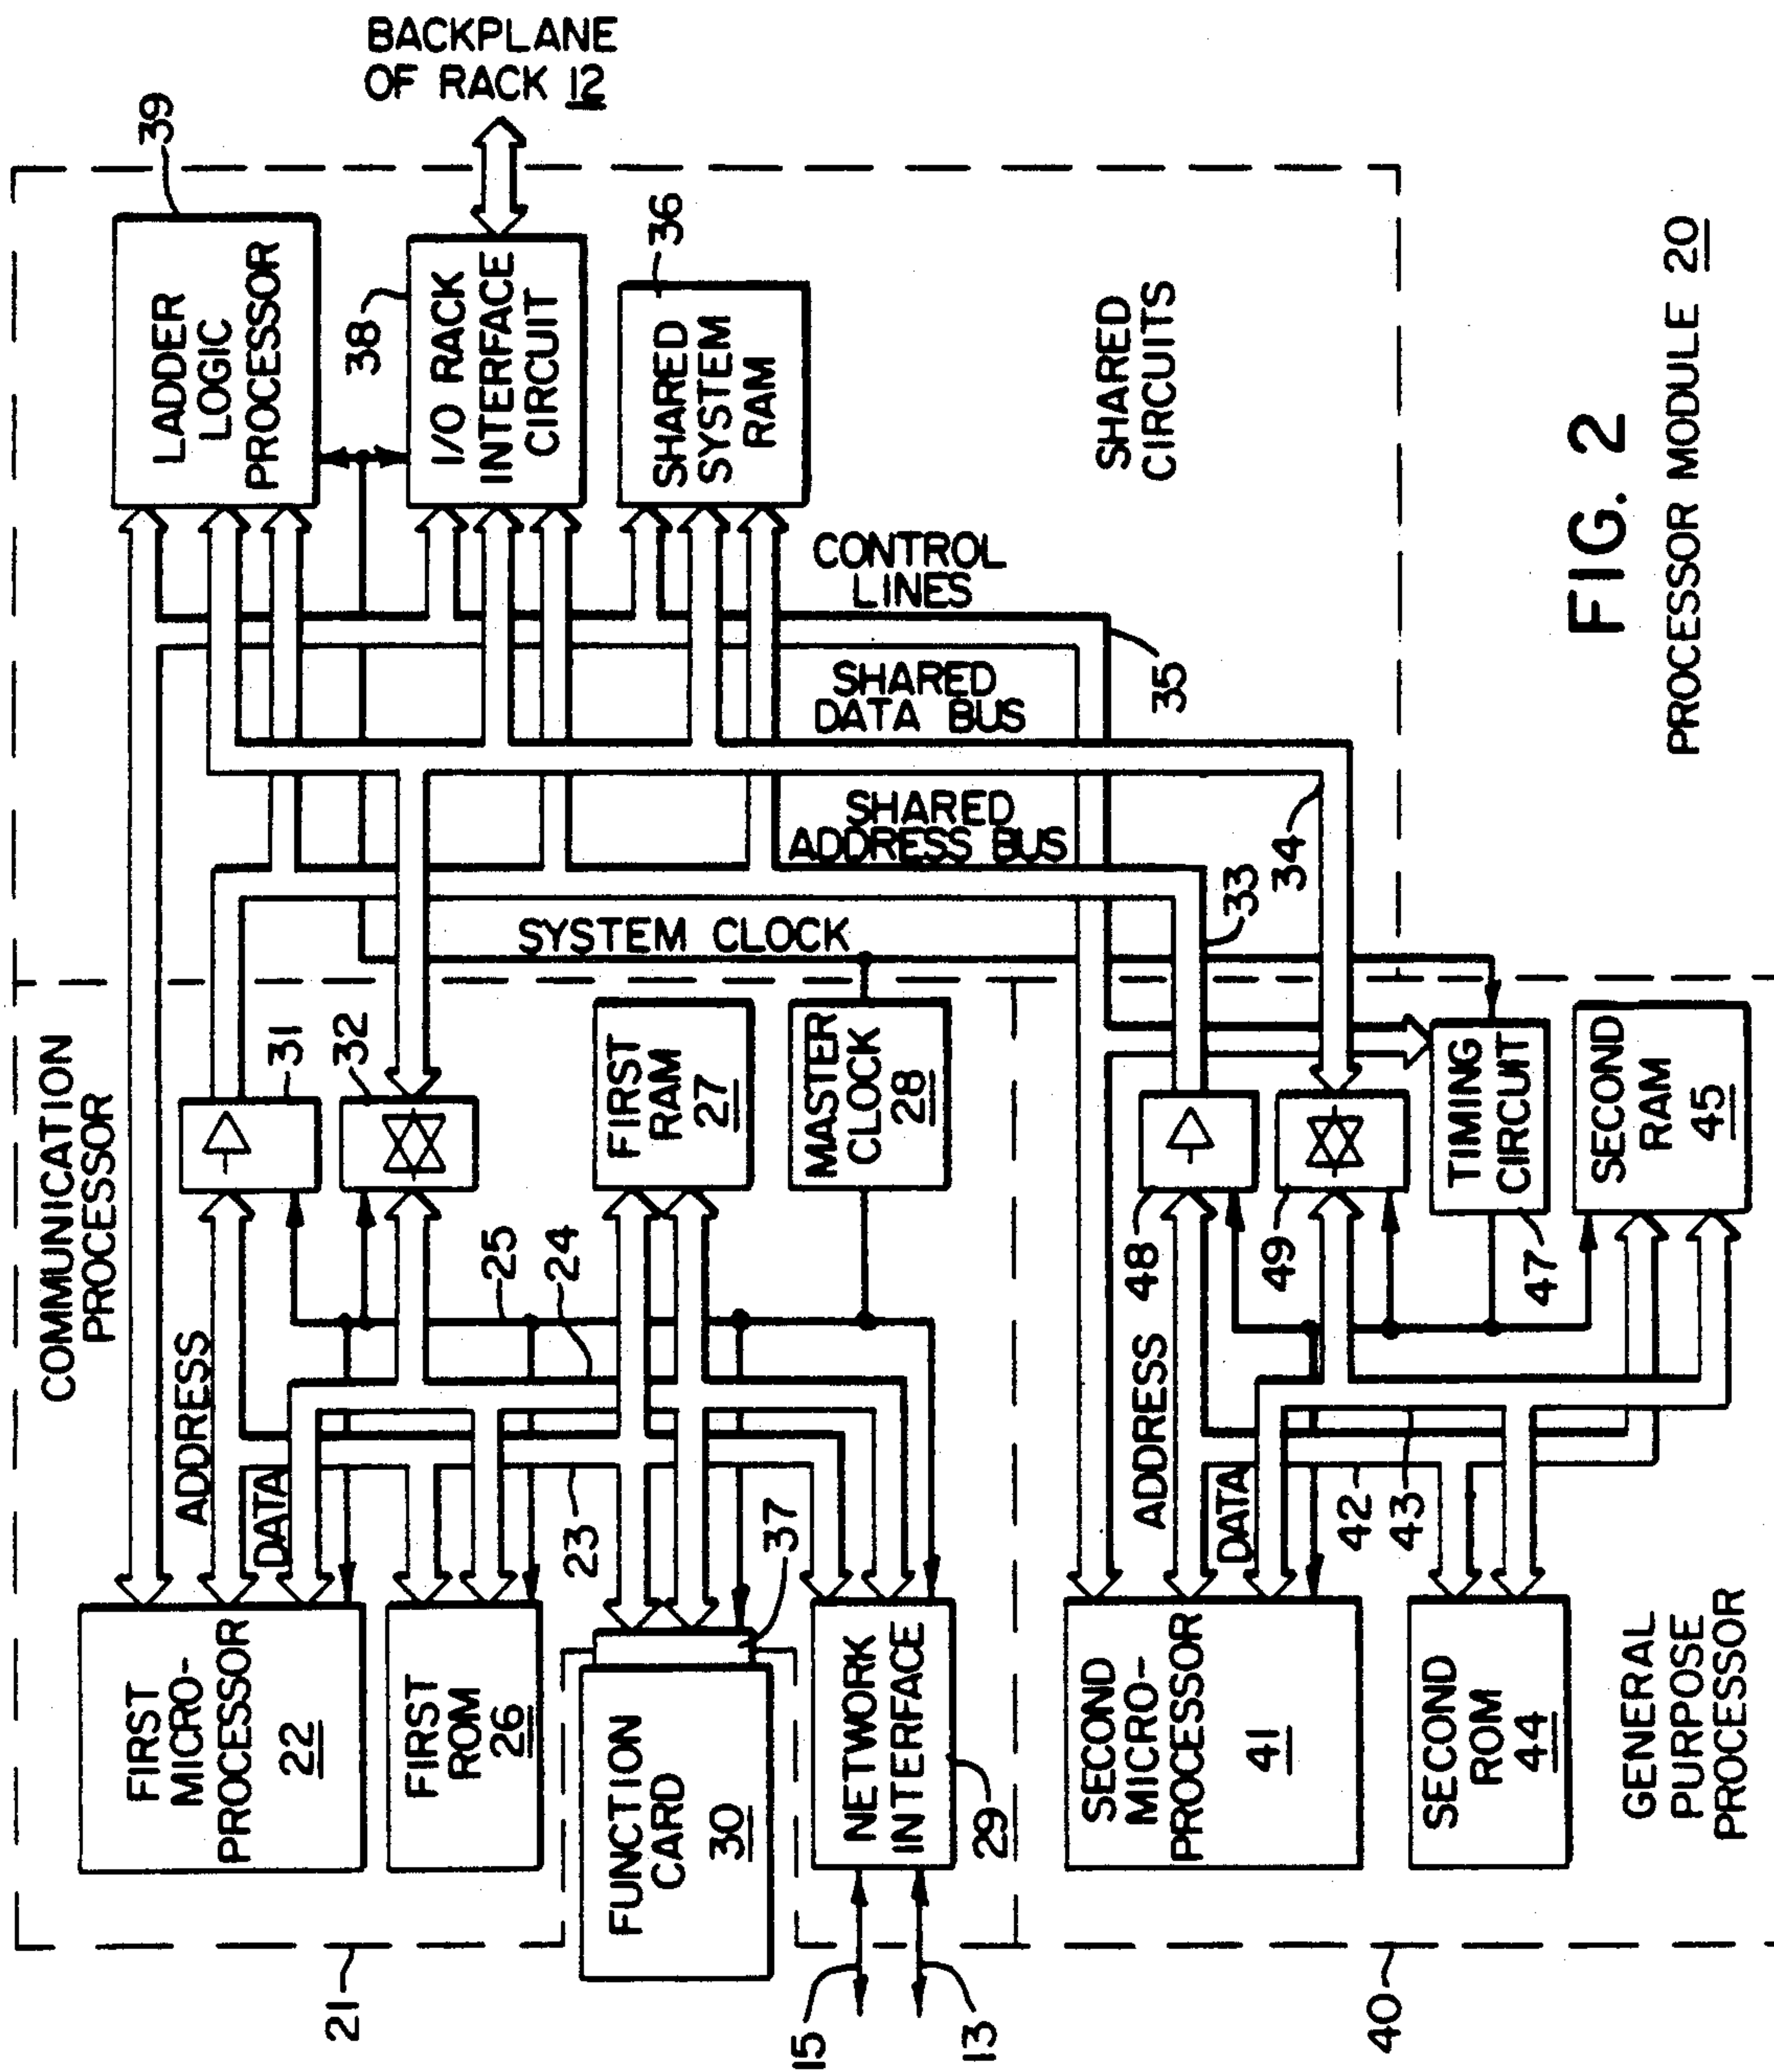 COMMUNICATION
PROCESSOR
21
FIRST
MICRO-
PROCESSOR
22
ADDRESS
DATA
31
32
39
LADDER
LOGIC
PROCESSOR
38
I/O RACK
INTERFACE
CIRCUIT
BACKPLANE
OF RACK 12
FIRST
ROM
26
25
24
23
FIRST
RAM
27
36
SHARED
SYSTEM
RAM
FUNCTION
CARD
30
37
SYSTEM CLOCK
MASTER
CLOCK
28
SHARED
ADDRESS BUS
SHARED
DATA BUS
CONTROL
LINES
NETWORK
INTERFACE
29
15
13
SHARED
CIRCUITS
35
33
34
SECOND
MICRO-
PROCESSOR
41
ADDRESS
DATA
48
49
42
43
TIMING
CIRCUIT
47
SECOND
ROM
44
SECOND
RAM
45
GENERAL
PURPOSE
PROCESSOR
40
FIG. 2
PROCESSOR MODULE 20